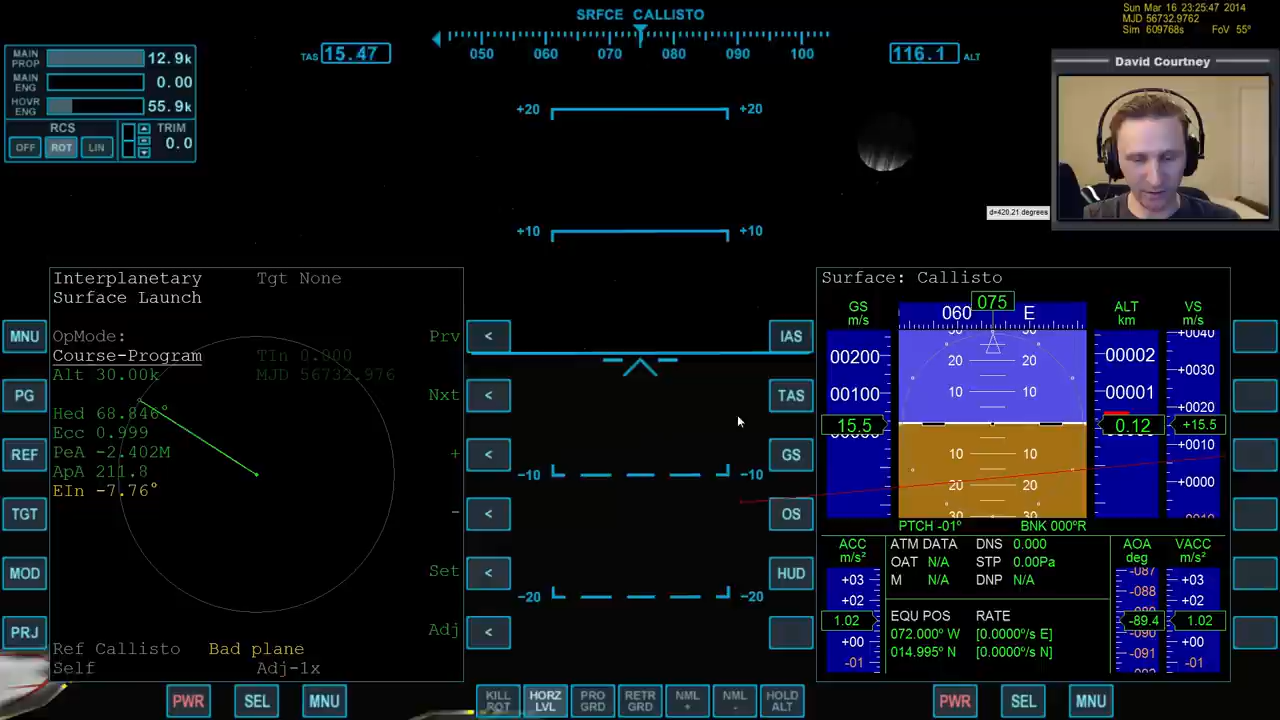 SRFCE CALLISTO
Sun Mar 16 23:25:47 2014
MJD 56732.9762
Sim 609768s FoV 55°
MAIN PROP 12.9k
MAIN ENG 0.00
HOVR ENG 55.9k
RCS TRIM
OFF ROT LIN 0.0
TAS 15.47
050 060 070 080 090 100
116.1 ALT
David Courtney
+20 +20
+10 +10
-10 -10
-20 -20
d=420,21 degrees
Interplanetary Tgt None
Surface Launch
OpMode:
Course-Program TIn 0.000
Alt 30.00k MJD 56732.976
Hed 68.846°
Ecc 0.999
PeA -2.402M
ApA 211.8
EIn -7.76°
Ref Callisto Bad plane
Self Adj-1x
MNU
PG
REF
TGT
MOD
PRJ
Prv <
Nxt <
+ <
- <
Set <
Adj <
PWR SEL MNU
KILL ROT
HORZ LVL
PRO GRD
RETR GRD
NML +
NML -
HOLD ALT
IAS
TAS
GS
OS
HUD
Surface: Callisto
GS m/s
075
060 E
ALT km
VS m/s
00200
00100
15.5
20 20
10 10
10 10
20 20
00002
00001
0.12
+0040
+0030
+0020
+15.5
+0010
+0000
PTCH -01° BNK 000°R
ACC m/s²
+03
+02
1.02
+00
-01
ATM DATA DNS 0.000
OAT N/A STP 0.00Pa
M N/A DNP N/A
EQU POS RATE
072.000° W [0.0000°/s E]
014.995° N [0.0000°/s N]
AOA deg
-087
-088
-89.4
-090
-091
VACC m/s²
+03
+02
1.02
+00
-01
PWR SEL MNU